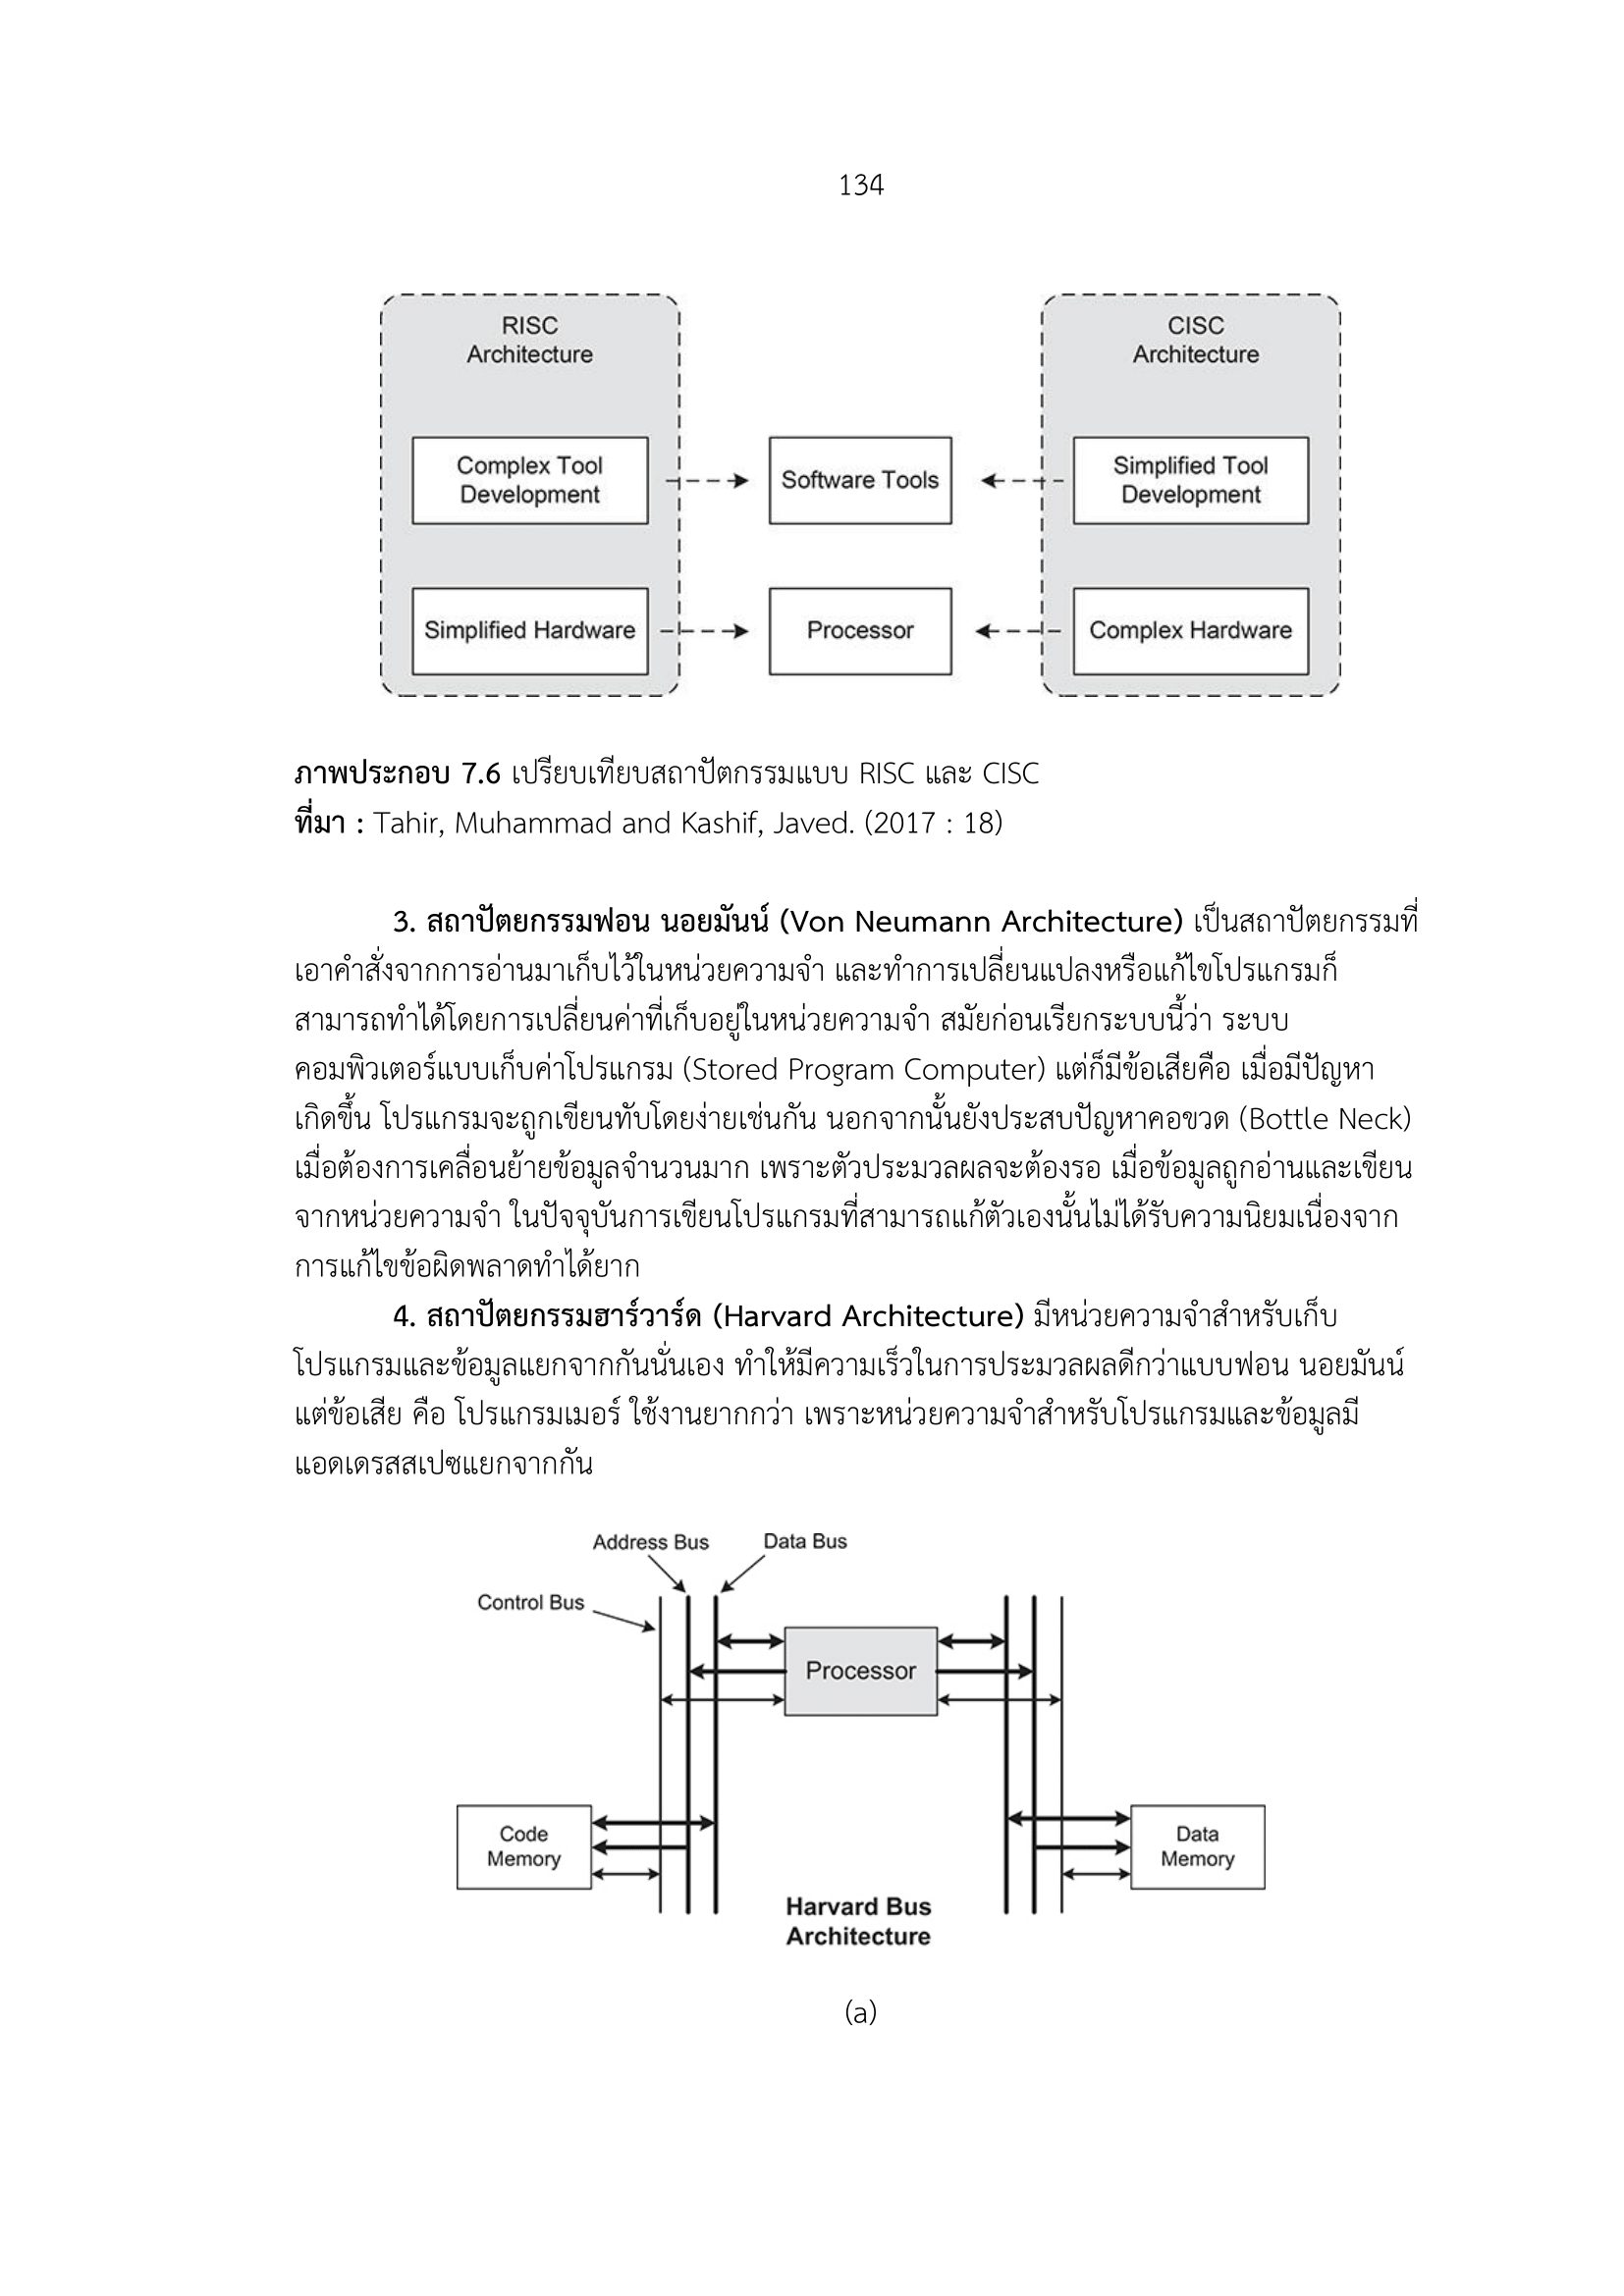 134
RISC
Architecture
CISC
Architecture
Complex Tool
Development
Software Tools
Simplified Tool
Development
Simplified Hardware
Processor
Complex Hardware
ภาพประกอบ 7.6 เปรียบเทียบสถาปัตกรรมแบบ RISC และ CISC
ที่มา : Tahir, Muhammad and Kashif, Javed. (2017 : 18)
3. สถาปัตยกรรมฟอน นอยมันน์ (Von Neumann Architecture) เป็นสถาปัตยกรรมที่
เอาคำสั่งจากการอ่านมาเก็บไว้ในหน่วยความจำ และทำการเปลี่ยนแปลงหรือแก้ไขโปรแกรมก็
สามารถทำได้โดยการเปลี่ยนค่าที่เก็บอยู่ในหน่วยความจำ สมัยก่อนเรียกระบบนี้ว่า ระบบ
คอมพิวเตอร์แบบเก็บค่าโปรแกรม (Stored Program Computer) แต่ก็มีข้อเสียคือ เมื่อมีปัญหา
เกิดขึ้น โปรแกรมจะถูกเขียนทับโดยง่ายเช่นกัน นอกจากนั้นยังประสบปัญหาคอขวด (Bottle Neck)
เมื่อต้องการเคลื่อนย้ายข้อมูลจำนวนมาก เพราะตัวประมวลผลจะต้องรอ เมื่อข้อมูลถูกอ่านและเขียน
จากหน่วยความจำ ในปัจจุบันการเขียนโปรแกรมที่สามารถแก้ตัวเองนั้นไม่ได้รับความนิยมเนื่องจาก
การแก้ไขข้อผิดพลาดทำได้ยาก
4. สถาปัตยกรรมฮาร์วาร์ด (Harvard Architecture) มีหน่วยความจำสำหรับเก็บ
โปรแกรมและข้อมูลแยกจากกันนั่นเอง ทำให้มีความเร็วในการประมวลผลดีกว่าแบบฟอน นอยมันน์
แต่ข้อเสีย คือ โปรแกรมเมอร์ ใช้งานยากกว่า เพราะหน่วยความจำสำหรับโปรแกรมและข้อมูลมี
แอดเดรสสเปซแยกจากกัน
Address Bus
Data Bus
Control Bus
Processor
Code
Memory
Data
Memory
Harvard Bus
Architecture
(a)